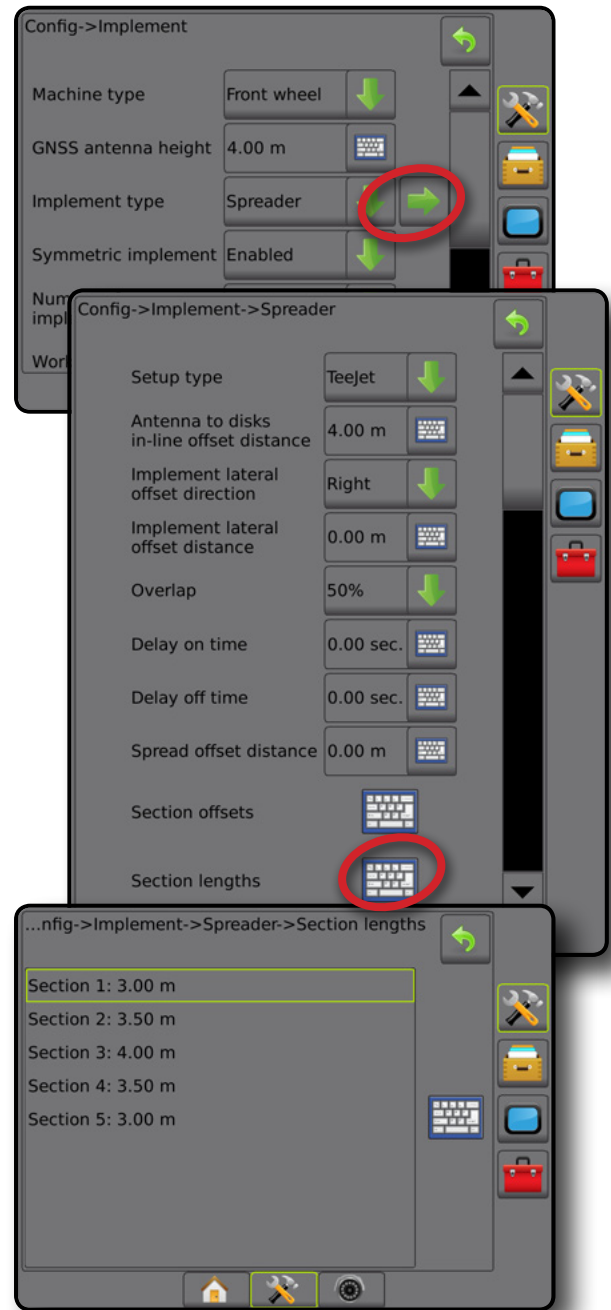 Config->Implement
Machine type
Front wheel
GNSS antenna height
4.00 m
Implement type
Spreader
Symmetric implement
Enabled
Num
impl
Wor
Config->Implement->Spreader
Setup type
TeeJet
Antenna to disks
in-line offset distance
4.00 m
Implement lateral
offset direction
Right
Implement lateral
offset distance
0.00 m
Overlap
50%
Delay on time
0.00 sec.
Delay off time
0.00 sec.
Spread offset distance
0.00 m
Section offsets
Section lengths
...nfig->Implement->Spreader->Section lengths
Section 1: 3.00 m
Section 2: 3.50 m
Section 3: 4.00 m
Section 4: 3.50 m
Section 5: 3.00 m